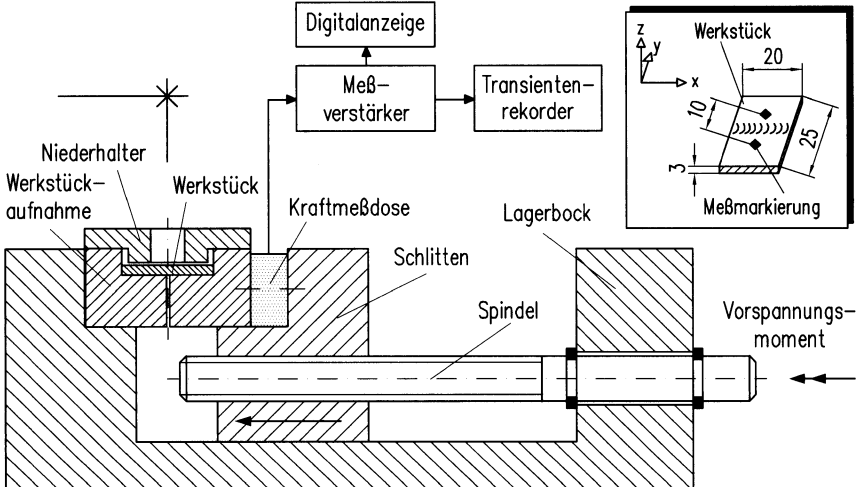 Digitalanzeige
Meß-
verstärker
Transienten-
rekorder
Niederhalter
Werkstück-
aufnahme
Werkstück
Kraftmeßdose
Lagerbock
Schlitten
Spindel
Vorspannungs-
moment
z
y
x
Werkstück
20
10
25
3
Meßmarkierung